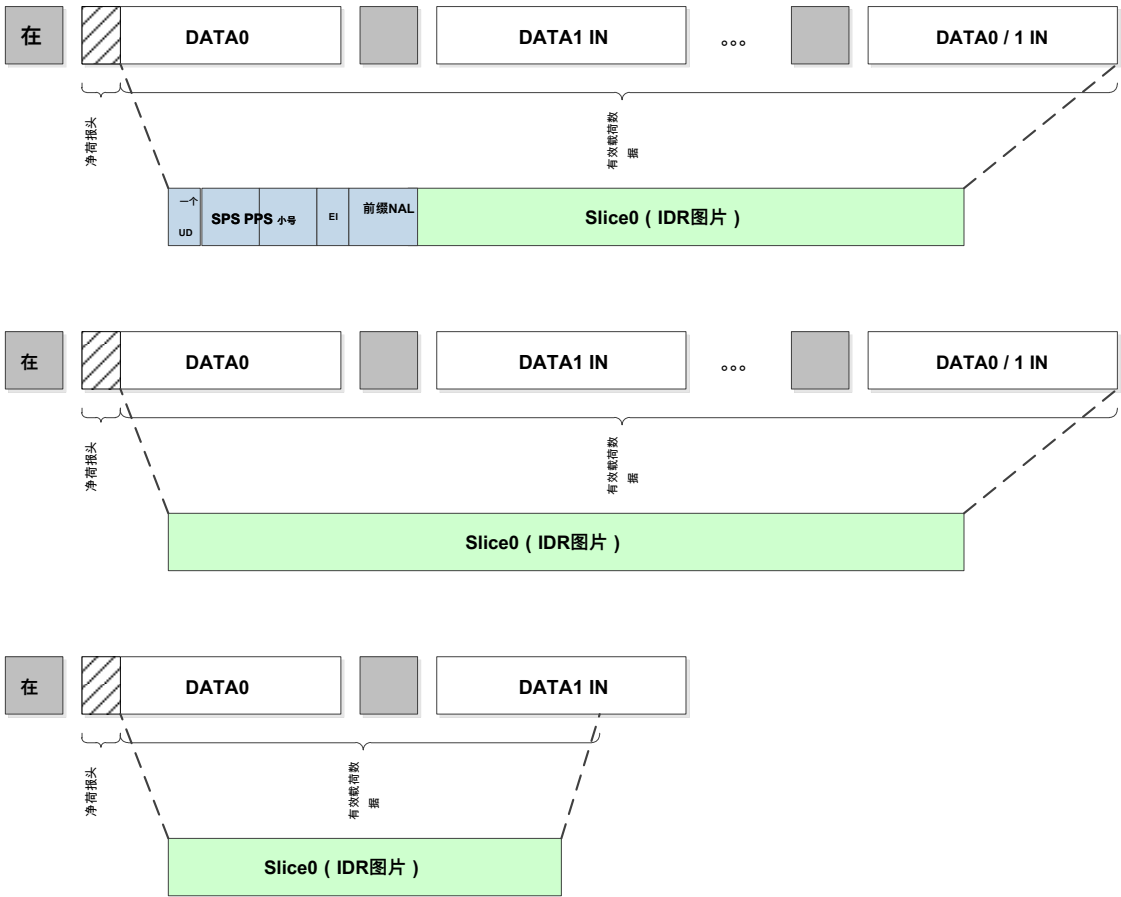 在 DATA0 DATA1 IN 。。。 DATA0 / 1 IN
净荷报头
有效载荷数
据
一个
UD
SPS PPS 小号
EI
前缀NAL
Slice0（IDR图片）
在 DATA0 DATA1 IN 。。。 DATA0 / 1 IN
净荷报头
有效载荷数
据
Slice0（IDR图片）
在 DATA0 DATA1 IN
净荷报头
有效载荷数
据
Slice0（IDR图片）